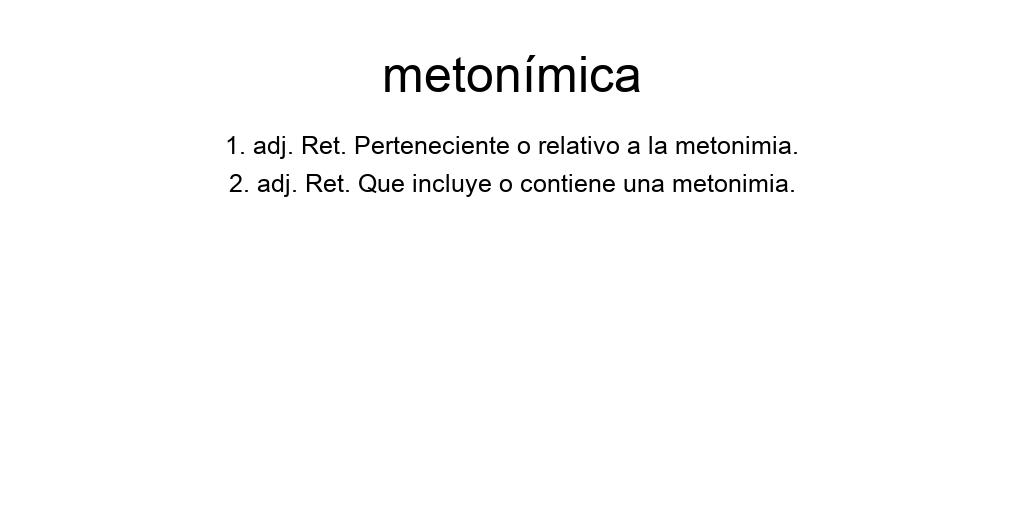 metonímica
1. adj. Ret. Perteneciente o relativo a la metonimia.
2. adj. Ret. Que incluye o contiene una metonimia.